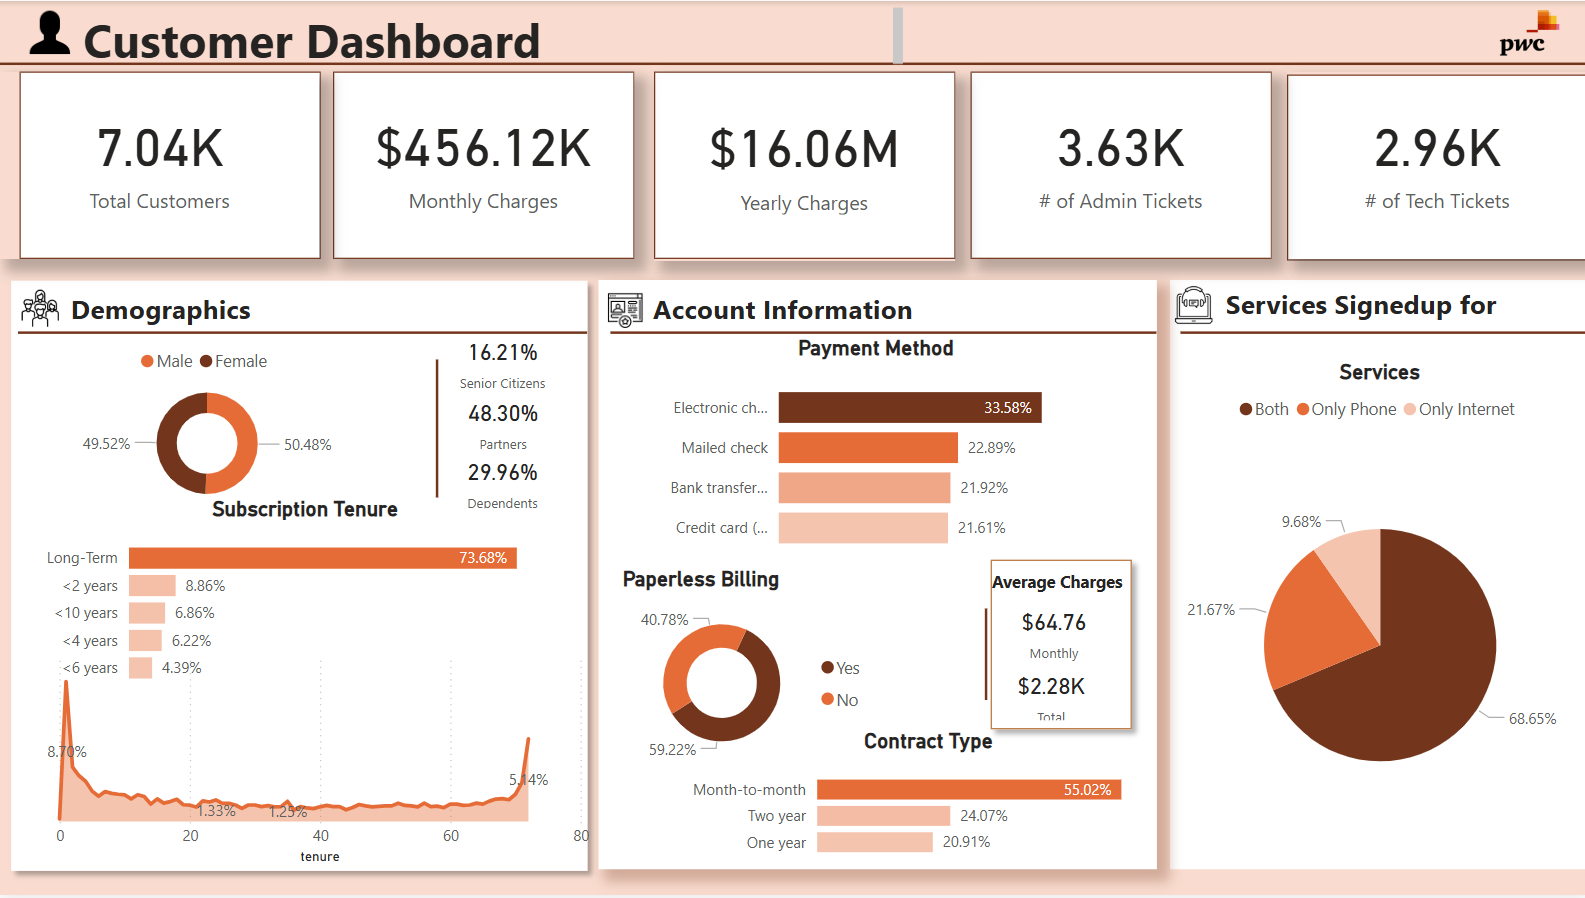 Customer Dashboard
pwc
7.04K
Total Customers
$456.12K
Monthly Charges
$16.06M
Yearly Charges
3.63K
# of Admin Tickets
2.96K
# of Tech Tickets
Demographics
Male Female
49.52%
50.48%
16.21%
Senior Citizens
48.30%
Partners
29.96%
Dependents
Subscription Tenure
Long-Term 73.68%
<2 years 8.86%
<10 years 6.86%
<4 years 6.22%
<6 years 4.39%
8.70%
1.33%
1.25%
5.14%
0 20 40 60 80
tenure
Account Information
Payment Method
Electronic ch... 33.58%
Mailed check 22.89%
Bank transfer... 21.92%
Credit card (... 21.61%
Paperless Billing
40.78%
59.22%
Yes
No
Average Charges
$64.76
Monthly
$2.28K
Total
Contract Type
Month-to-month 55.02%
Two year 24.07%
One year 20.91%
Services Signedup for
Services
Both Only Phone Only Internet
9.68%
21.67%
68.65%